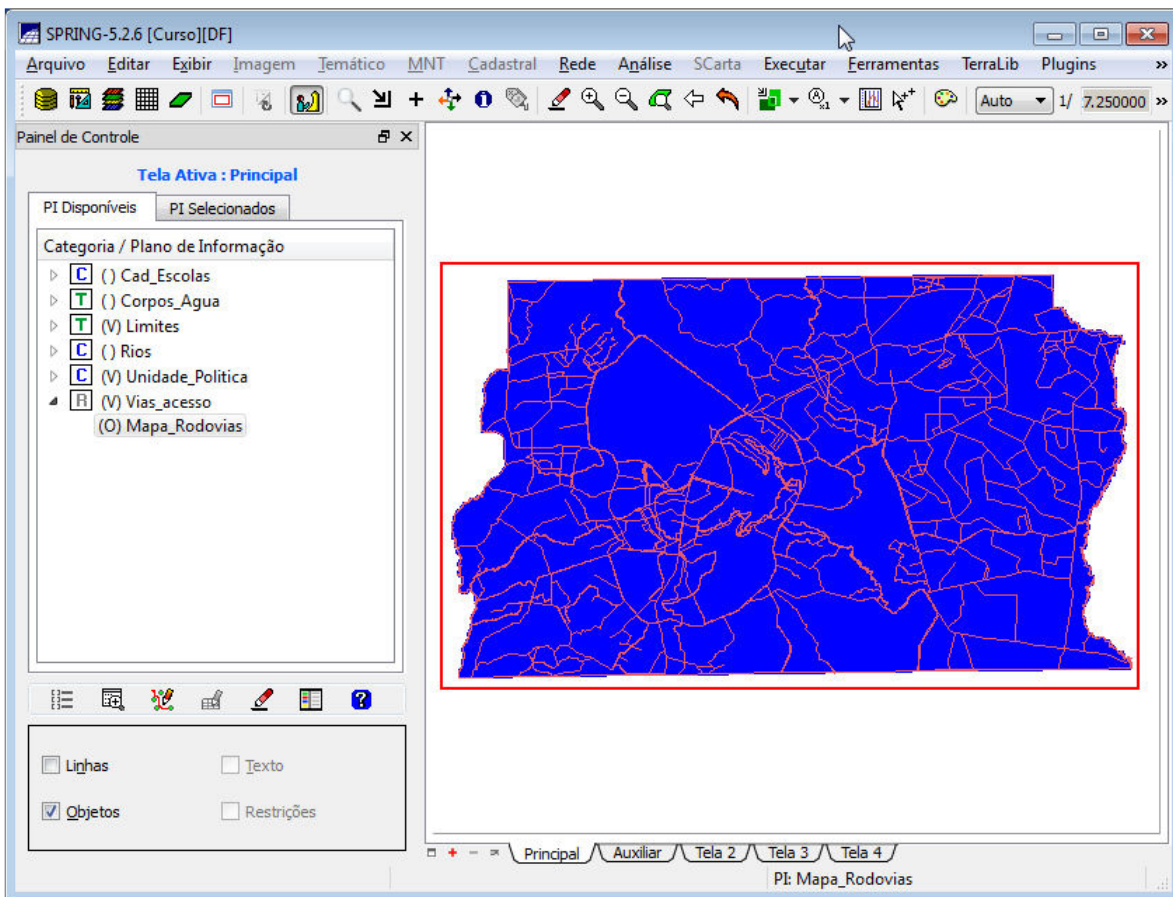 SPRING-5.2.6 [Curso][DF]
Arquivo Editar Exibir Imagem Temático MNT Cadastral Rede Análise SCarta Executar Ferramentas TerraLib Plugins »
Auto 1/ 7.250000 »
Painel de Controle
Tela Ativa : Principal
PI Disponíveis PI Selecionados
Categoria / Plano de Informação
C ( ) Cad_Escolas
T ( ) Corpos_Agua
T (V) Limites
C ( ) Rios
C (V) Unidade_Politica
R (V) Vias_acesso
(O) Mapa_Rodovias
Linhas Texto
Objetos Restrições
Principal Auxiliar Tela 2 Tela 3 Tela 4
PI: Mapa_Rodovias